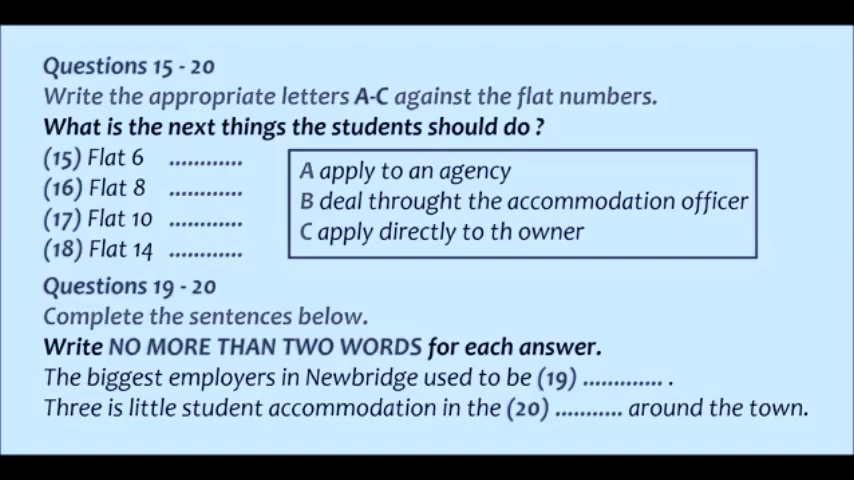 Questions 15 - 20
Write the appropriate letters A-C against the flat numbers.
What is the next things the students should do ?
(15) Flat 6 ............
(16) Flat 8 ............
(17) Flat 10 ............
(18) Flat 14 ............
A apply to an agency
B deal throught the accommodation officer
C apply directly to th owner
Questions 19 - 20
Complete the sentences below.
Write NO MORE THAN TWO WORDS for each answer.
The biggest employers in Newbridge used to be (19) ............. .
Three is little student accommodation in the (20) ........... around the town.